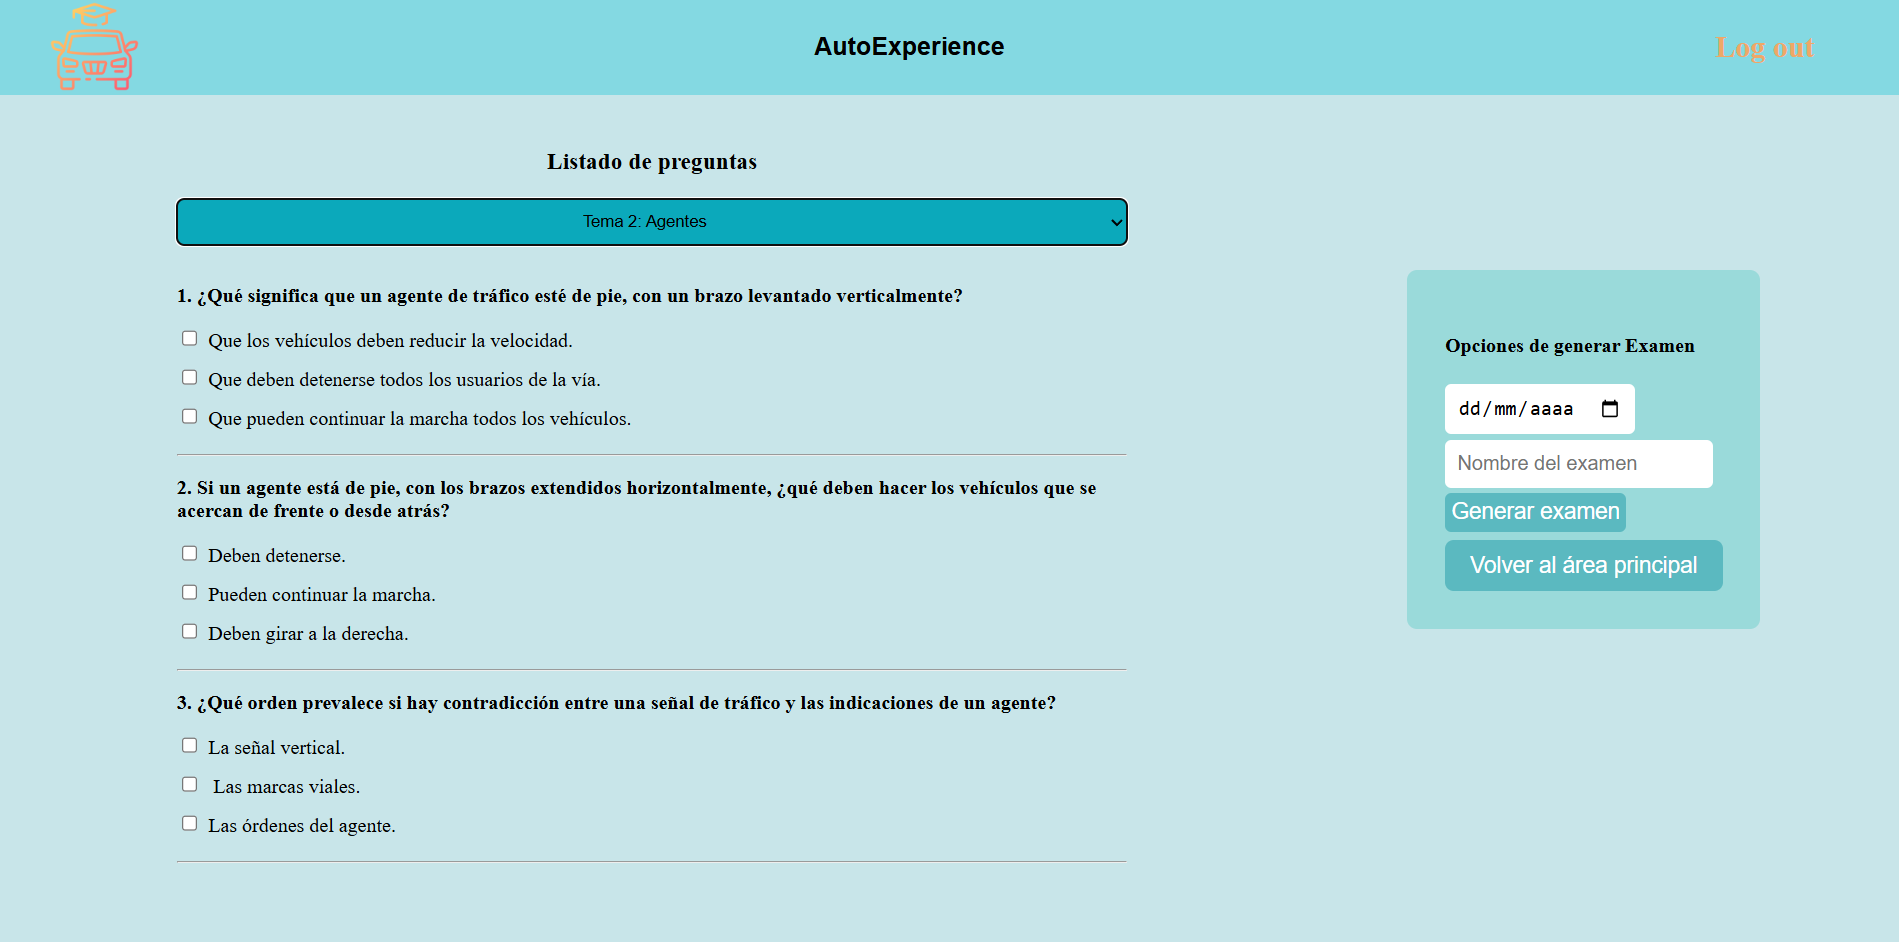 AutoExperience
Log out
Listado de preguntas
Tema 2: Agentes
1. ¿Qué significa que un agente de tráfico esté de pie, con un brazo levantado verticalmente?
Que los vehículos deben reducir la velocidad.
Que deben detenerse todos los usuarios de la vía.
Que pueden continuar la marcha todos los vehículos.
2. Si un agente está de pie, con los brazos extendidos horizontalmente, ¿qué deben hacer los vehículos que se
acercan de frente o desde atrás?
Deben detenerse.
Pueden continuar la marcha.
Deben girar a la derecha.
3. ¿Qué orden prevalece si hay contradicción entre una señal de tráfico y las indicaciones de un agente?
La señal vertical.
Las marcas viales.
Las órdenes del agente.
Opciones de generar Examen
dd/mm/aaaa
Nombre del examen
Generar examen
Volver al área principal